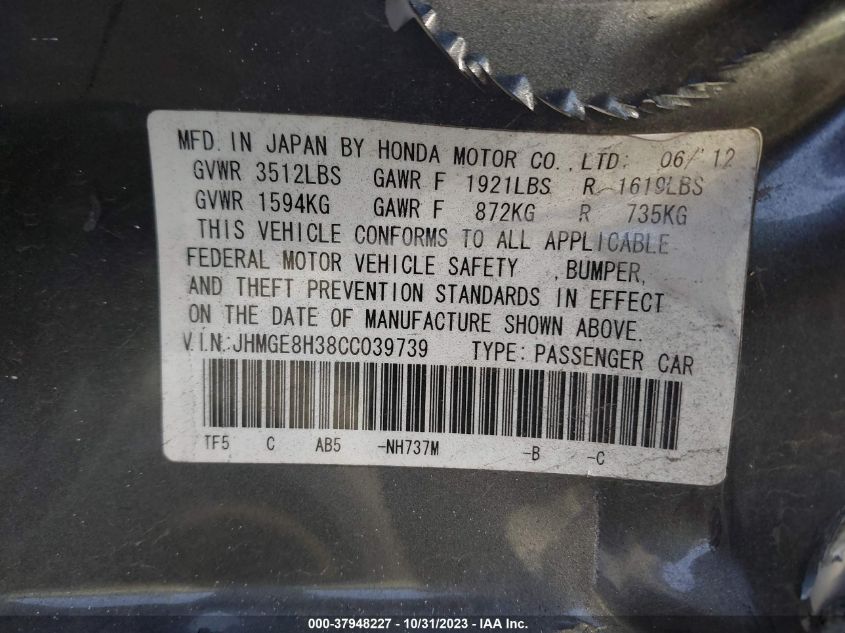 MFD. IN JAPAN BY HONDA MOTOR CO., LTD: 06/'12
GVWR 3512LBS GAWR F 1921LBS R 1619LBS
GVWR 1594KG GAWR F 872KG R 735KG
THIS VEHICLE CONFORMS TO ALL APPLICABLE
FEDERAL MOTOR VEHICLE SAFETY , BUMPER,
AND THEFT PREVENTION STANDARDS IN EFFECT
ON THE DATE OF MANUFACTURE SHOWN ABOVE.
V.I.N.:JHMGE8H38CC039739 TYPE: PASSENGER CAR
TF5 C AB5 -NH737M -B -C
000-37948227 - 10/31/2023 - IAA Inc.